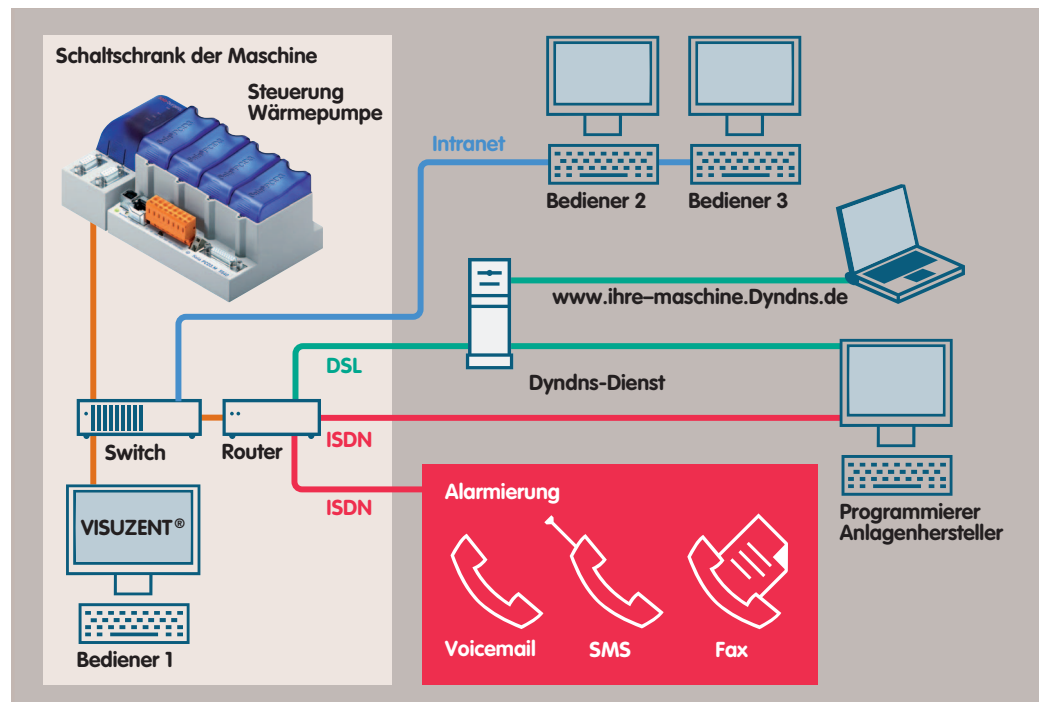 Schaltschrank der Maschine
Steuerung
Wärmepumpe
Intranet
Bediener 2
Bediener 3
www.ihre–maschine.Dyndns.de
DSL
Dyndns-Dienst
Switch
Router
ISDN
ISDN
VISUZENT®
Bediener 1
Alarmierung
Voicemail
SMS
Fax
Programmierer
Anlagenhersteller